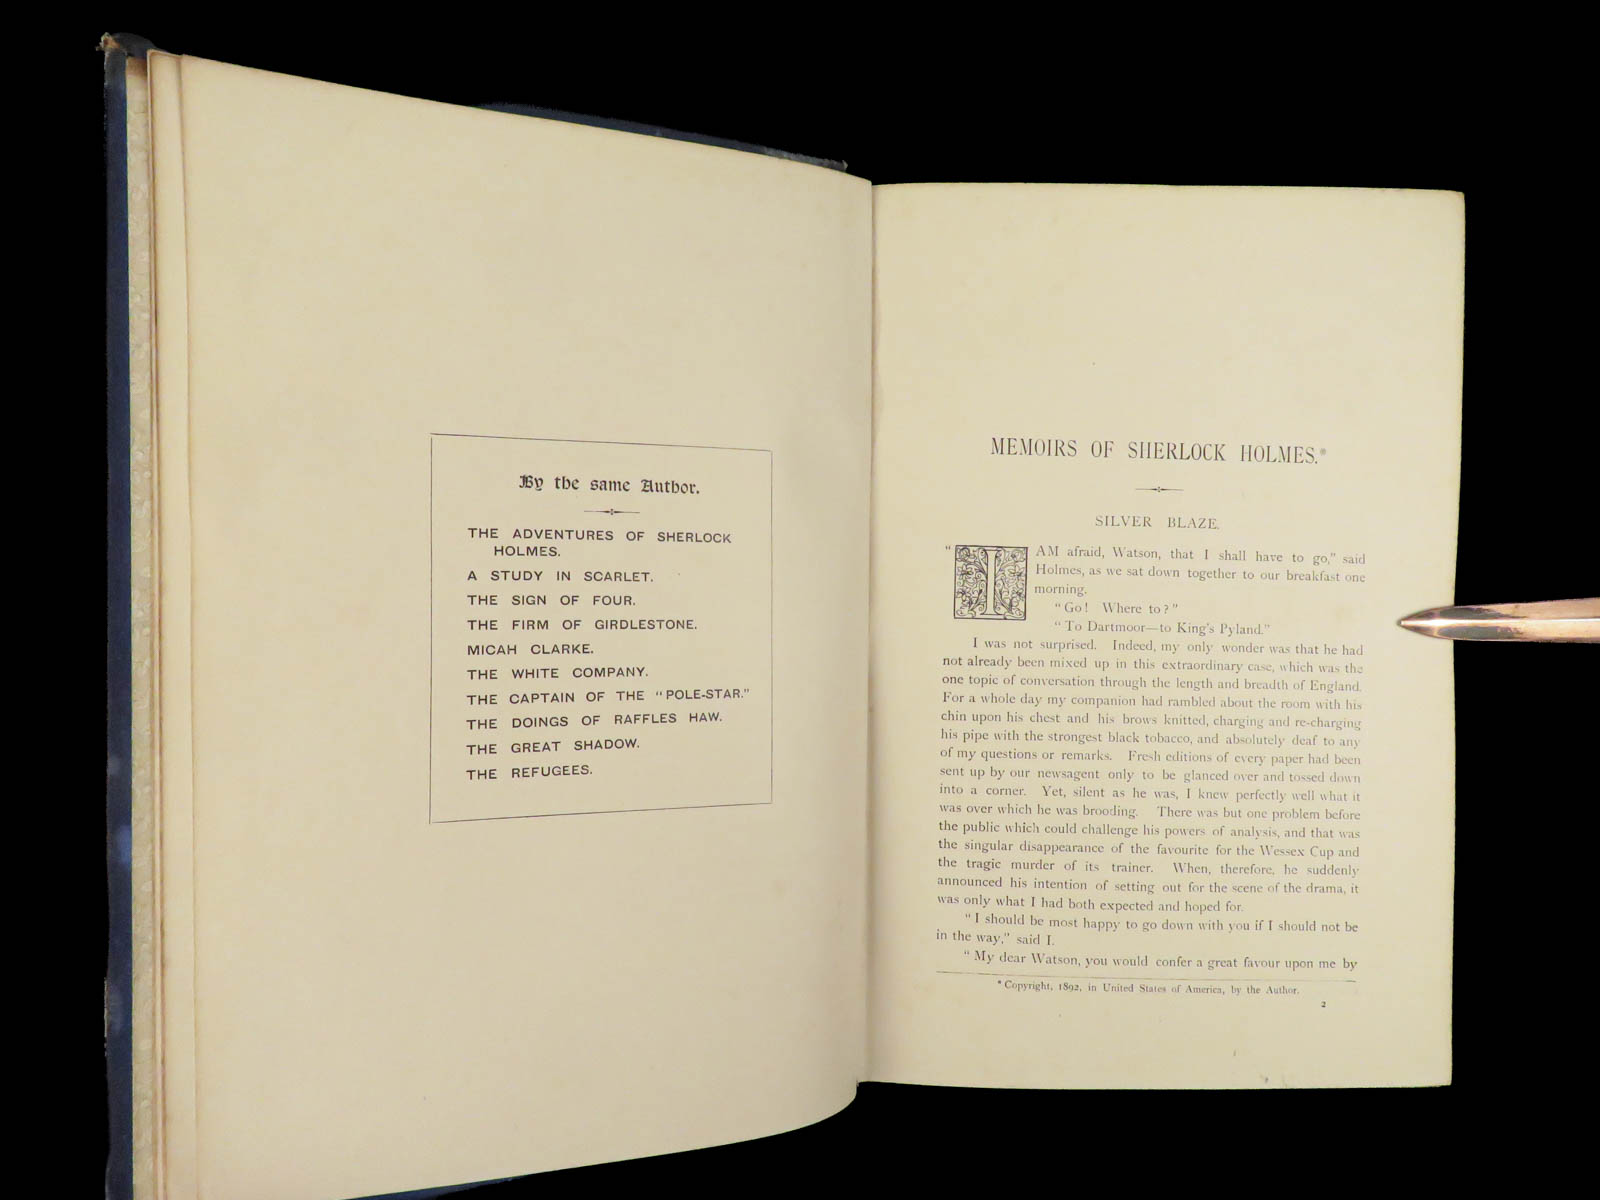 By the same Author.
THE ADVENTURES OF SHERLOCK
HOLMES.
A STUDY IN SCARLET.
THE SIGN OF FOUR.
THE FIRM OF GIRDLESTONE.
MICAH CLARKE.
THE WHITE COMPANY.
THE CAPTAIN OF THE "POLE-STAR."
THE DOINGS OF RAFFLES HAW.
THE GREAT SHADOW.
THE REFUGEES.
MEMOIRS OF SHERLOCK HOLMES.*
SILVER BLAZE.
"I AM afraid, Watson, that I shall have to go," said
Holmes, as we sat down together to our breakfast one
morning.
"Go! Where to?"
"To Dartmoor—to King's Pyland."
I was not surprised. Indeed, my only wonder was that he had
not already been mixed up in this extraordinary case, which was the
one topic of conversation through the length and breadth of England.
For a whole day my companion had rambled about the room with his
chin upon his chest and his brows knitted, charging and re-charging
his pipe with the strongest black tobacco, and absolutely deaf to any
of my questions or remarks. Fresh editions of every paper had been
sent up by our newsagent only to be glanced over and tossed down
into a corner. Yet, silent as he was, I knew perfectly well what it
was over which he was brooding. There was but one problem before
the public which could challenge his powers of analysis, and that was
the singular disappearance of the favourite for the Wessex Cup and
the tragic murder of its trainer. When, therefore, he suddenly
announced his intention of setting out for the scene of the drama, it
was only what I had both expected and hoped for.
"I should be most happy to go down with you if I should not be
in the way," said I.
"My dear Watson, you would confer a great favour upon me by
* Copyright, 1892, in United States of America, by the Author.
2